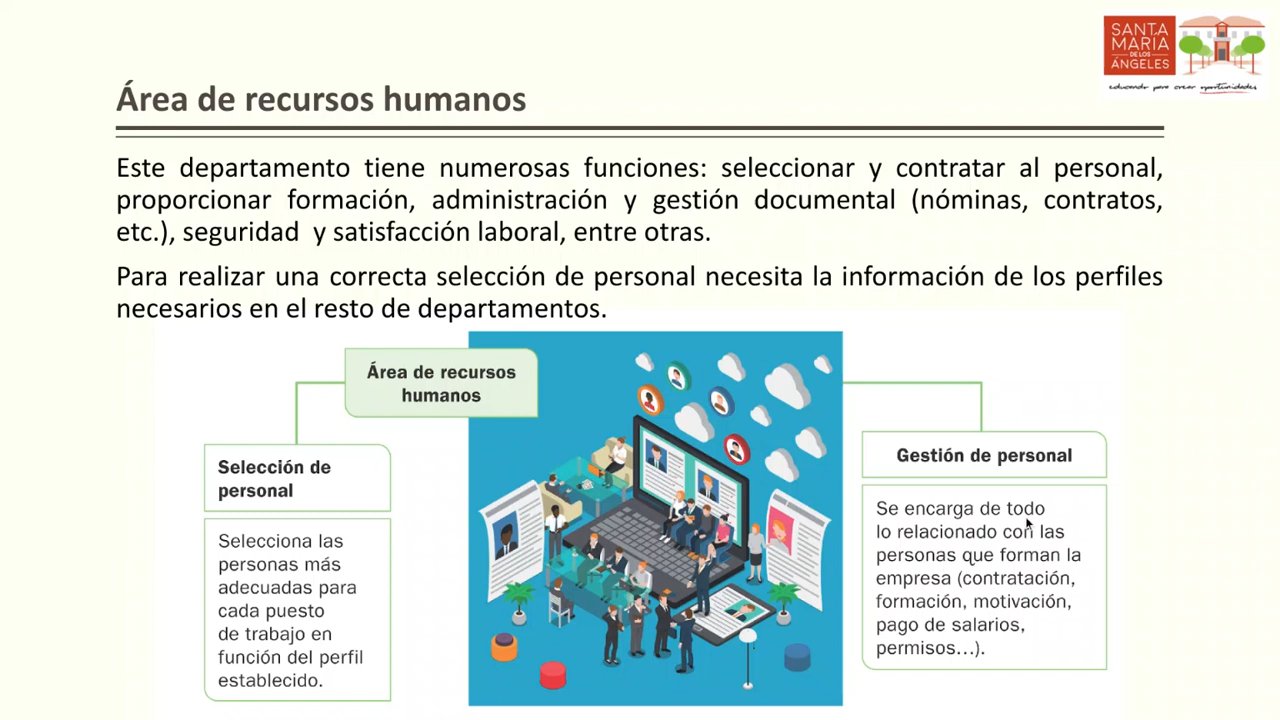 SANTA
MARIA
DE LOS
ÁNGELES
educando para crear oportunidades
Área de recursos humanos
Este departamento tiene numerosas funciones: seleccionar y contratar al personal,
proporcionar formación, administración y gestión documental (nóminas, contratos,
etc.), seguridad y satisfacción laboral, entre otras.
Para realizar una correcta selección de personal necesita la información de los perfiles
necesarios en el resto de departamentos.
Área de recursos
humanos
Selección de
personal
Selecciona las
personas más
adecuadas para
cada puesto
de trabajo en
función del perfil
establecido.
Gestión de personal
Se encarga de todo
lo relacionado con las
personas que forman la
empresa (contratación,
formación, motivación,
pago de salarios,
permisos...).